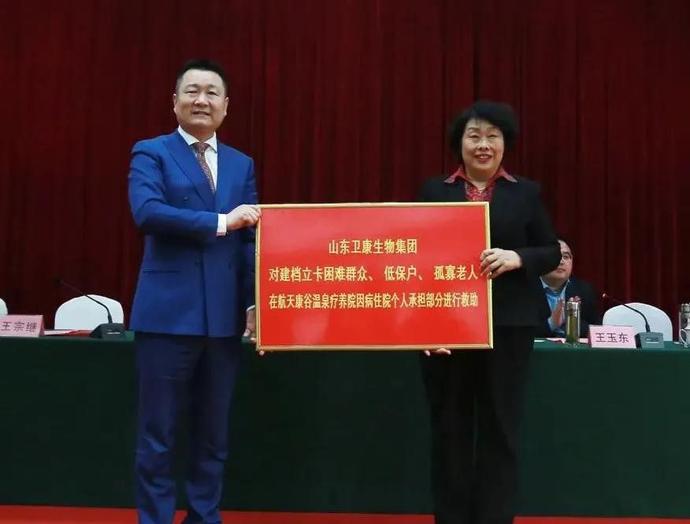 山东卫康生物集团
对建档立卡困难群众、低保户、孤寡老人
在航天康谷温泉疗养院因病住院个人承担部分进行救助
王宗继
王玉东